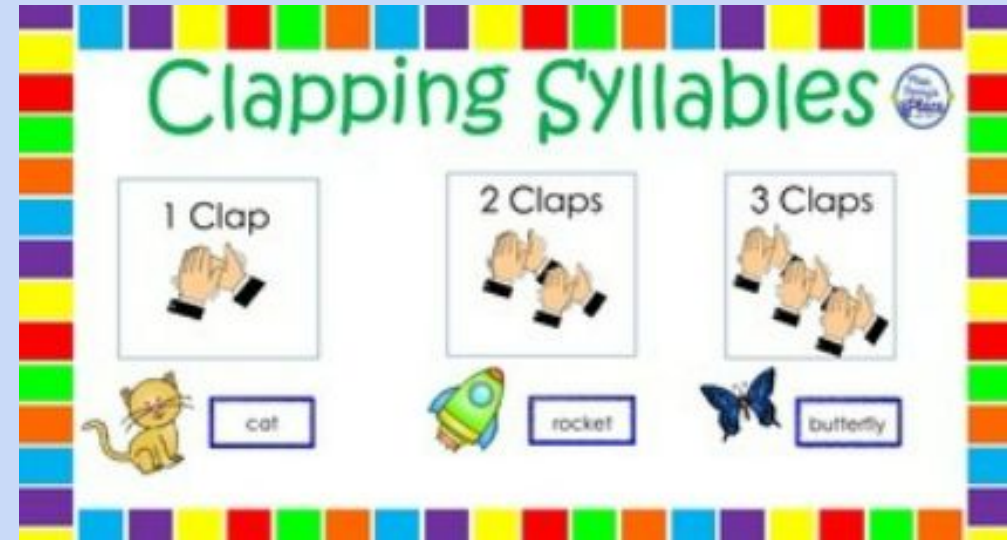 Clapping Syllables
1 Clap
2 Claps
3 Claps
cat
rocket
butterfly